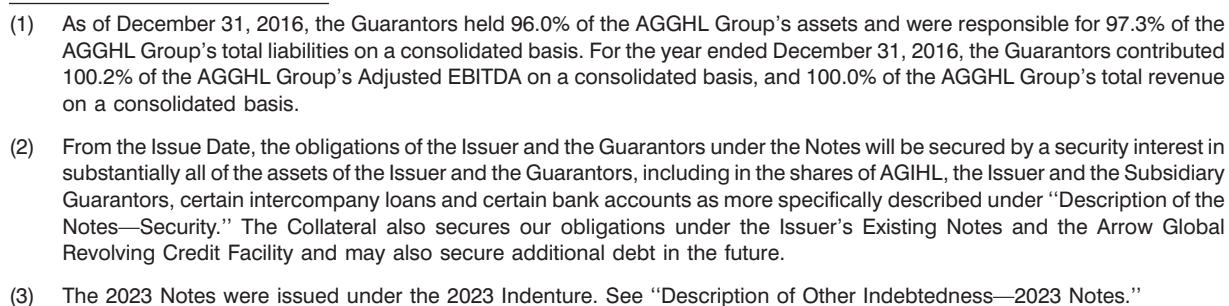 (1) As of December 31, 2016, the Guarantors held 96.0% of the AGGHL Group's assets and were responsible for 97.3% of the
AGGHL Group's total liabilities on a consolidated basis. For the year ended December 31, 2016, the Guarantors contributed
100.2% of the AGGHL Group's Adjusted EBITDA on a consolidated basis, and 100.0% of the AGGHL Group's total revenue
on a consolidated basis.
(2) From the Issue Date, the obligations of the Issuer and the Guarantors under the Notes will be secured by a security interest in
substantially all of the assets of the Issuer and the Guarantors, including in the shares of AGIHL, the Issuer and the Subsidiary
Guarantors, certain intercompany loans and certain bank accounts as more specifically described under ‘‘Description of the
Notes—Security.’’ The Collateral also secures our obligations under the Issuer's Existing Notes and the Arrow Global
Revolving Credit Facility and may also secure additional debt in the future.
(3) The 2023 Notes were issued under the 2023 Indenture. See ‘‘Description of Other Indebtedness—2023 Notes.’’